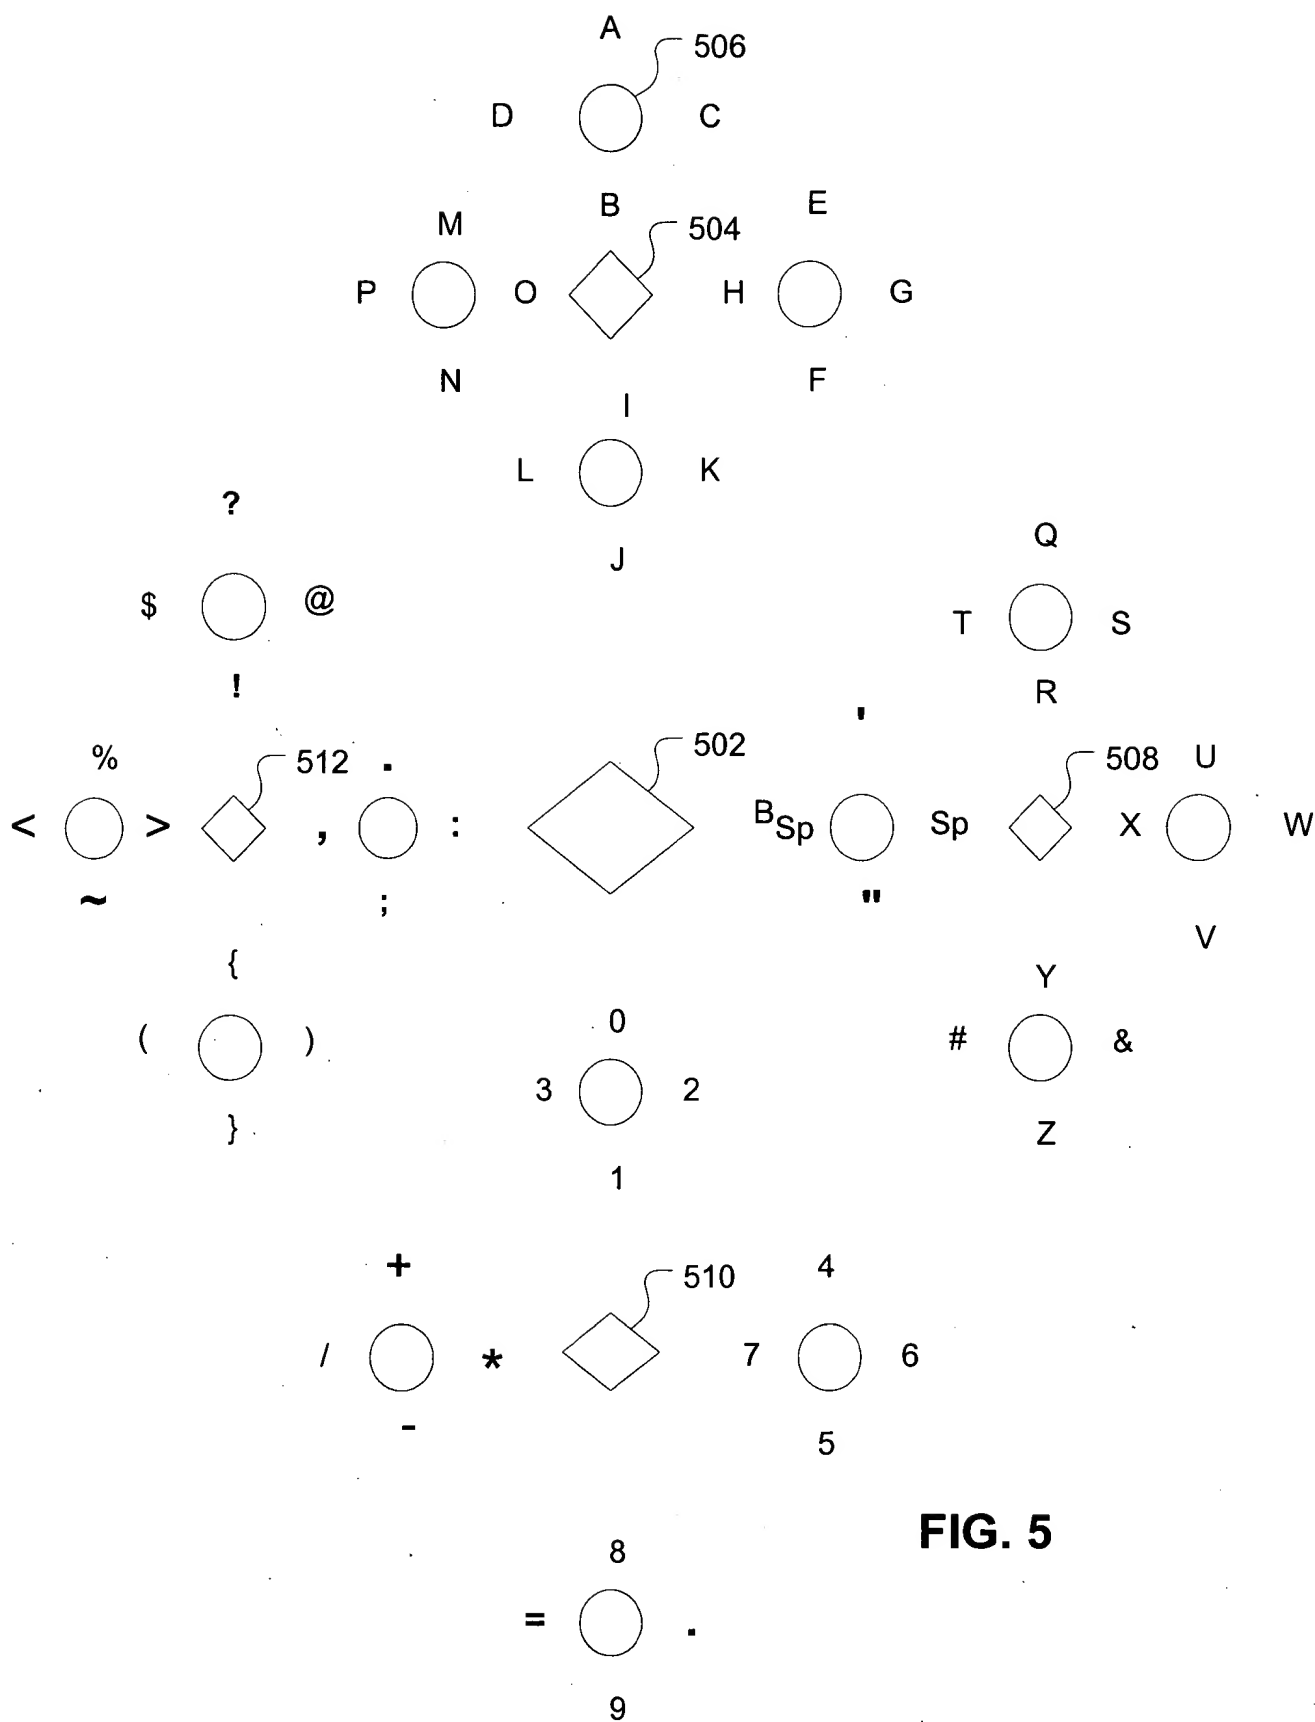 A
506
D C
B
M E
504
P O H G
N F
I
L K
?
J
Q
$ @
T S
R
!
'
% 512 . 502 508 U
< > , : BSp Sp X W
~ ; "
V
{ Y
( ) 0 # &
3 2
} Z
1
+ 510 4
/ * 7 6
- 5
FIG. 5
8
= .
9